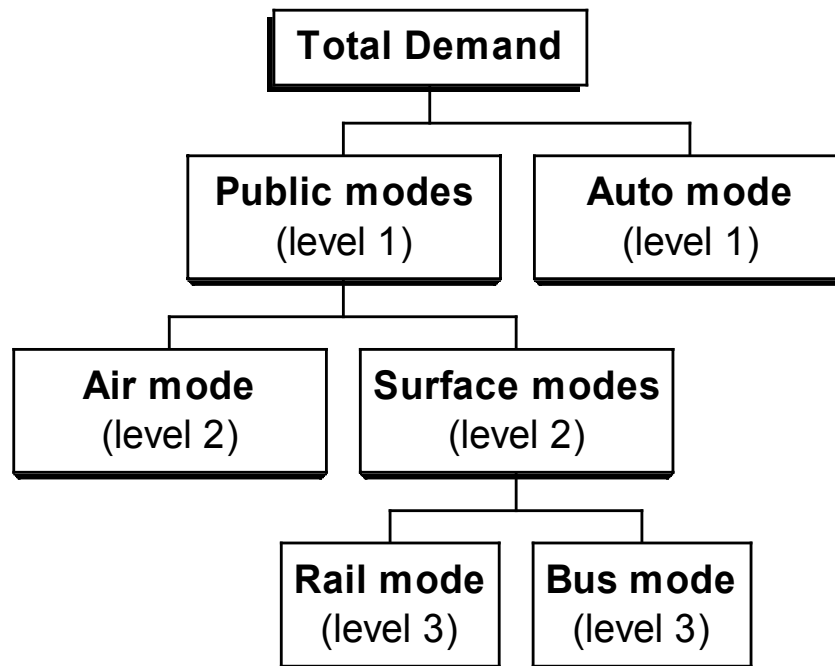 Total Demand
Public modes
(level 1)
Auto mode
(level 1)
Air mode
(level 2)
Surface modes
(level 2)
Rail mode
(level 3)
Bus mode
(level 3)